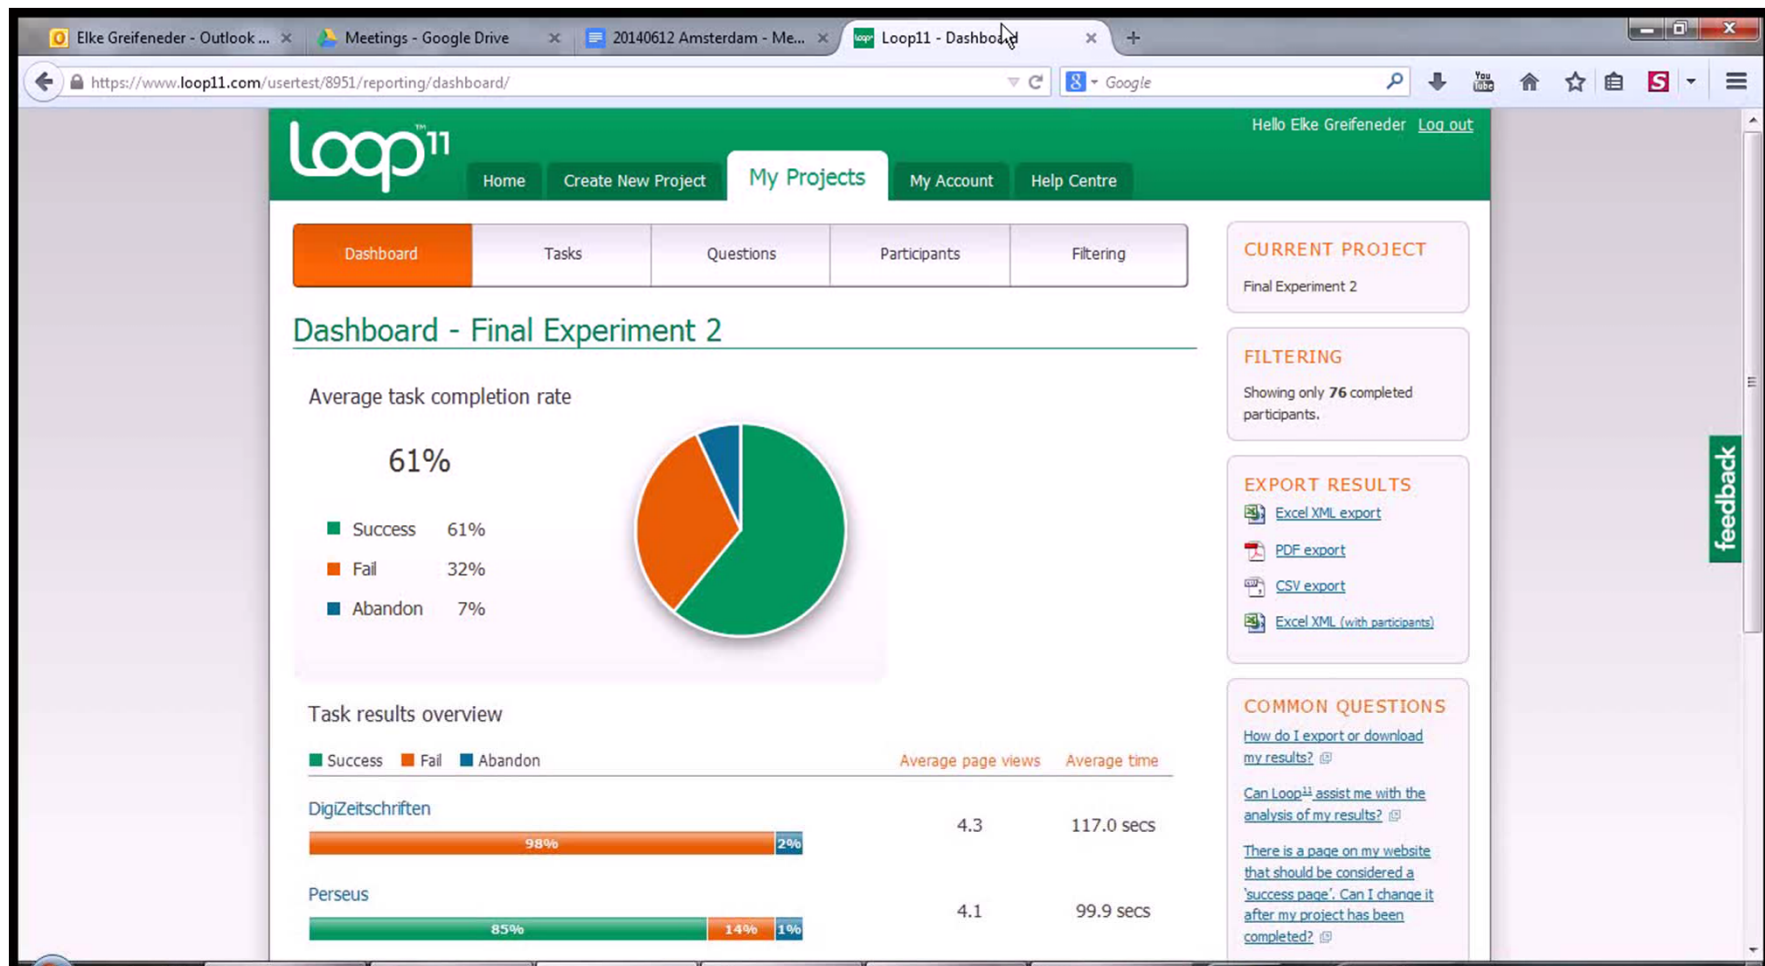 Elke Greifeneder - Outlook ...
Meetings - Google Drive
20140612 Amsterdam - Me...
Loop11 - Dashboard
https://www.loop11.com/usertest/8951/reporting/dashboard/
Google
You Tube
Loop™11
Hello Elke Greifeneder Log out
Home
Create New Project
My Projects
My Account
Help Centre
Dashboard
Tasks
Questions
Participants
Filtering
Dashboard - Final Experiment 2
Average task completion rate
61%
Success 61%
Fail 32%
Abandon 7%
Task results overview
Success Fail Abandon
Average page views
Average time
DigiZeitschriften
98% 2%
4.3
117.0 secs
Perseus
85% 14% 1%
4.1
99.9 secs
CURRENT PROJECT
Final Experiment 2
FILTERING
Showing only 76 completed
participants.
EXPORT RESULTS
Excel XML export
PDF export
CSV export
Excel XML (with participants)
COMMON QUESTIONS
How do I export or download
my results?
Can Loop11 assist me with the
analysis of my results?
There is a page on my website
that should be considered a
'success page'. Can I change it
after my project has been
completed?
feedback